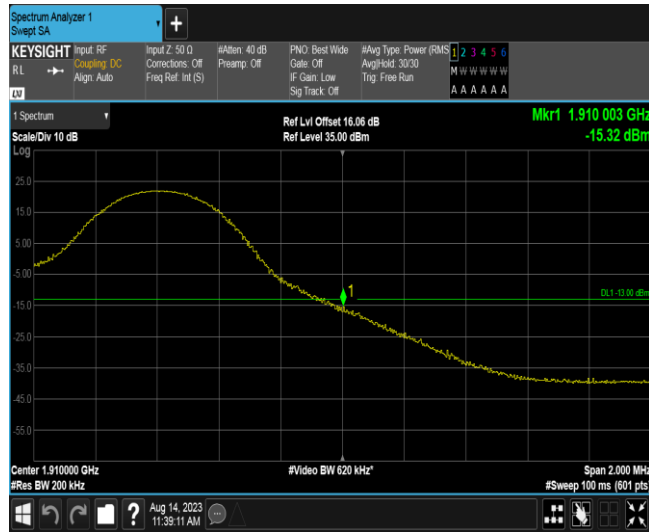 Spectrum Analyzer 1
Swept SA
KEYSIGHT
RL
LXI
Input: RF
Coupling: DC
Align: Auto
Input Z: 50 Ω
Corrections: Off
Freq Ref: Int (S)
#Atten: 40 dB
Preamp: Off
PNO: Best Wide
Gate: Off
IF Gain: Low
Sig Track: Off
#Avg Type: Power (RMS
Avg|Hold: 30/30
Trig: Free Run
1 2 3 4 5 6
M W W W W W
A A A A A A
1 Spectrum
Scale/Div 10 dB
Ref Lvl Offset 16.06 dB
Ref Level 35.00 dBm
Mkr1 1.910 003 GHz
-15.32 dBm
Log
25.0
15.0
5.00
-5.00
-15.0
-25.0
-35.0
-45.0
-55.0
1
DL1 -13.00 dBm
Center 1.910000 GHz
#Res BW 200 kHz
#Video BW 620 kHz*
Span 2.000 MHz
#Sweep 100 ms (601 pts)
?
Aug 14, 2023
11:39:11 AM